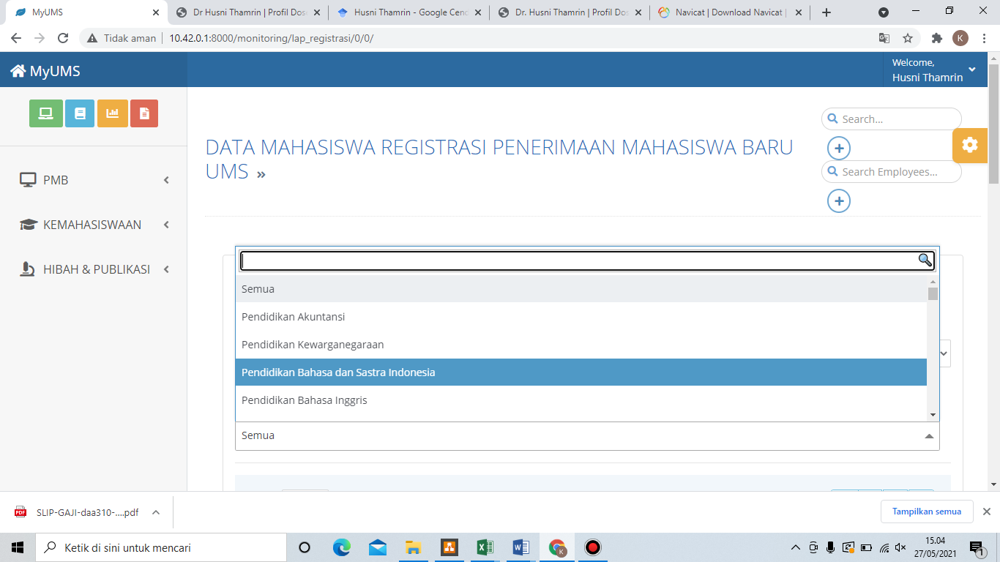 MyUMS
Dr Husni Thamrin | Profil Dos
Husni Thamrin - Google Cend
Dr. Husni Thamrin | Profil Dos
Navicat | Download Navicat |
Tidak aman
10.42.0.1:8000/monitoring/lap_registrasi/0/0/
K
MyUMS
Welcome,
Husni Thamrin
PMB
KEMAHASISWAAN
HIBAH & PUBLIKASI
DATA MAHASISWA REGISTRASI PENERIMAAN MAHASISWA BARU
UMS »
Search...
Search Employees...
Semua
Pendidikan Akuntansi
Pendidikan Kewarganegaraan
Pendidikan Bahasa dan Sastra Indonesia
Pendidikan Bahasa Inggris
Semua
PDF
SLIP-GAJI-daa310-....pdf
Tampilkan semua
Ketik di sini untuk mencari
K
15.04
27/05/2021
1